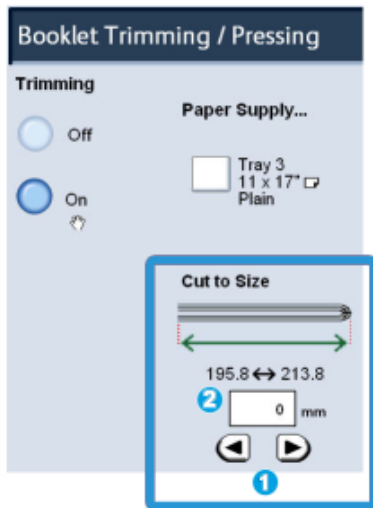 Booklet Trimming / Pressing
Trimming
Off
On
Paper Supply...
Tray 3
11 x 17"
Plain
Cut to Size
195.8 ↔ 213.8
2
0 mm
1